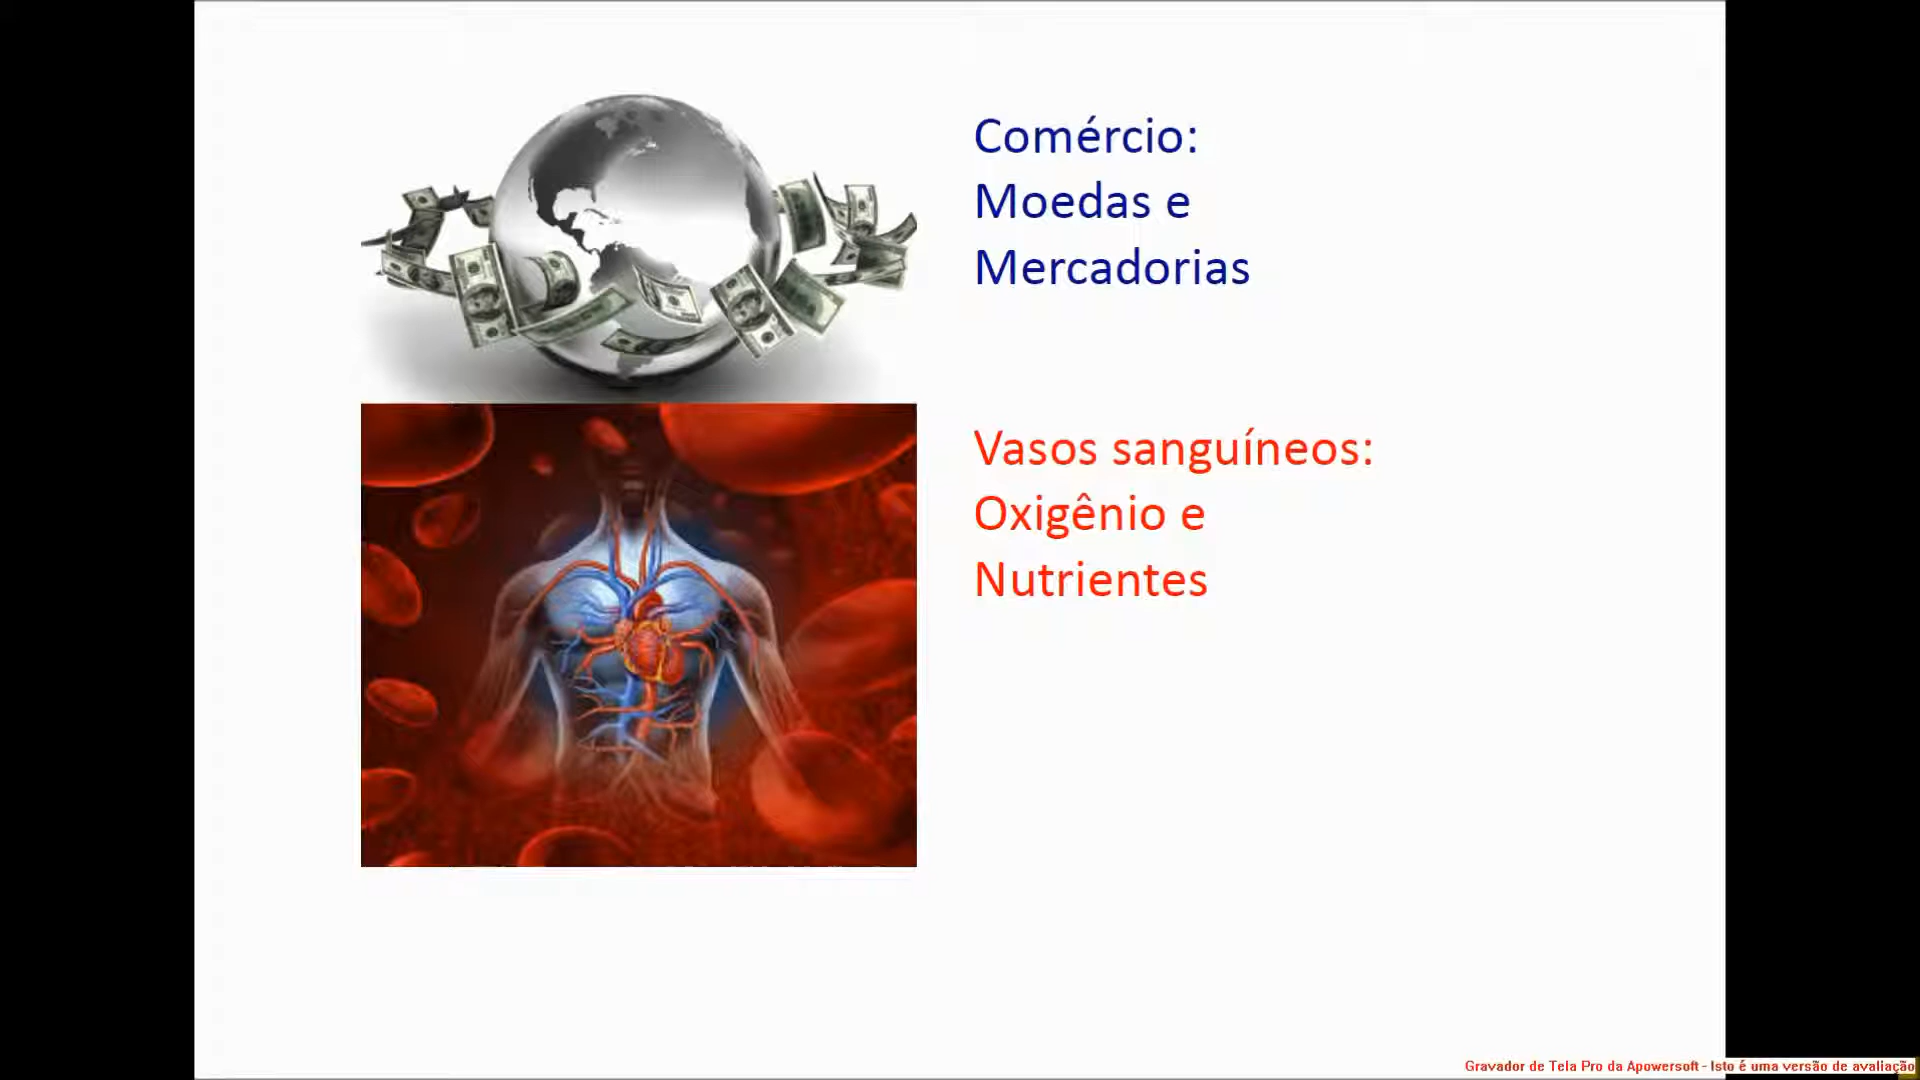 Comércio:
Moedas e
Mercadorias
Vasos sanguíneos:
Oxigênio e
Nutrientes
Gravador de Tela Pro da Apowersoft - Isto é uma versão de avaliação